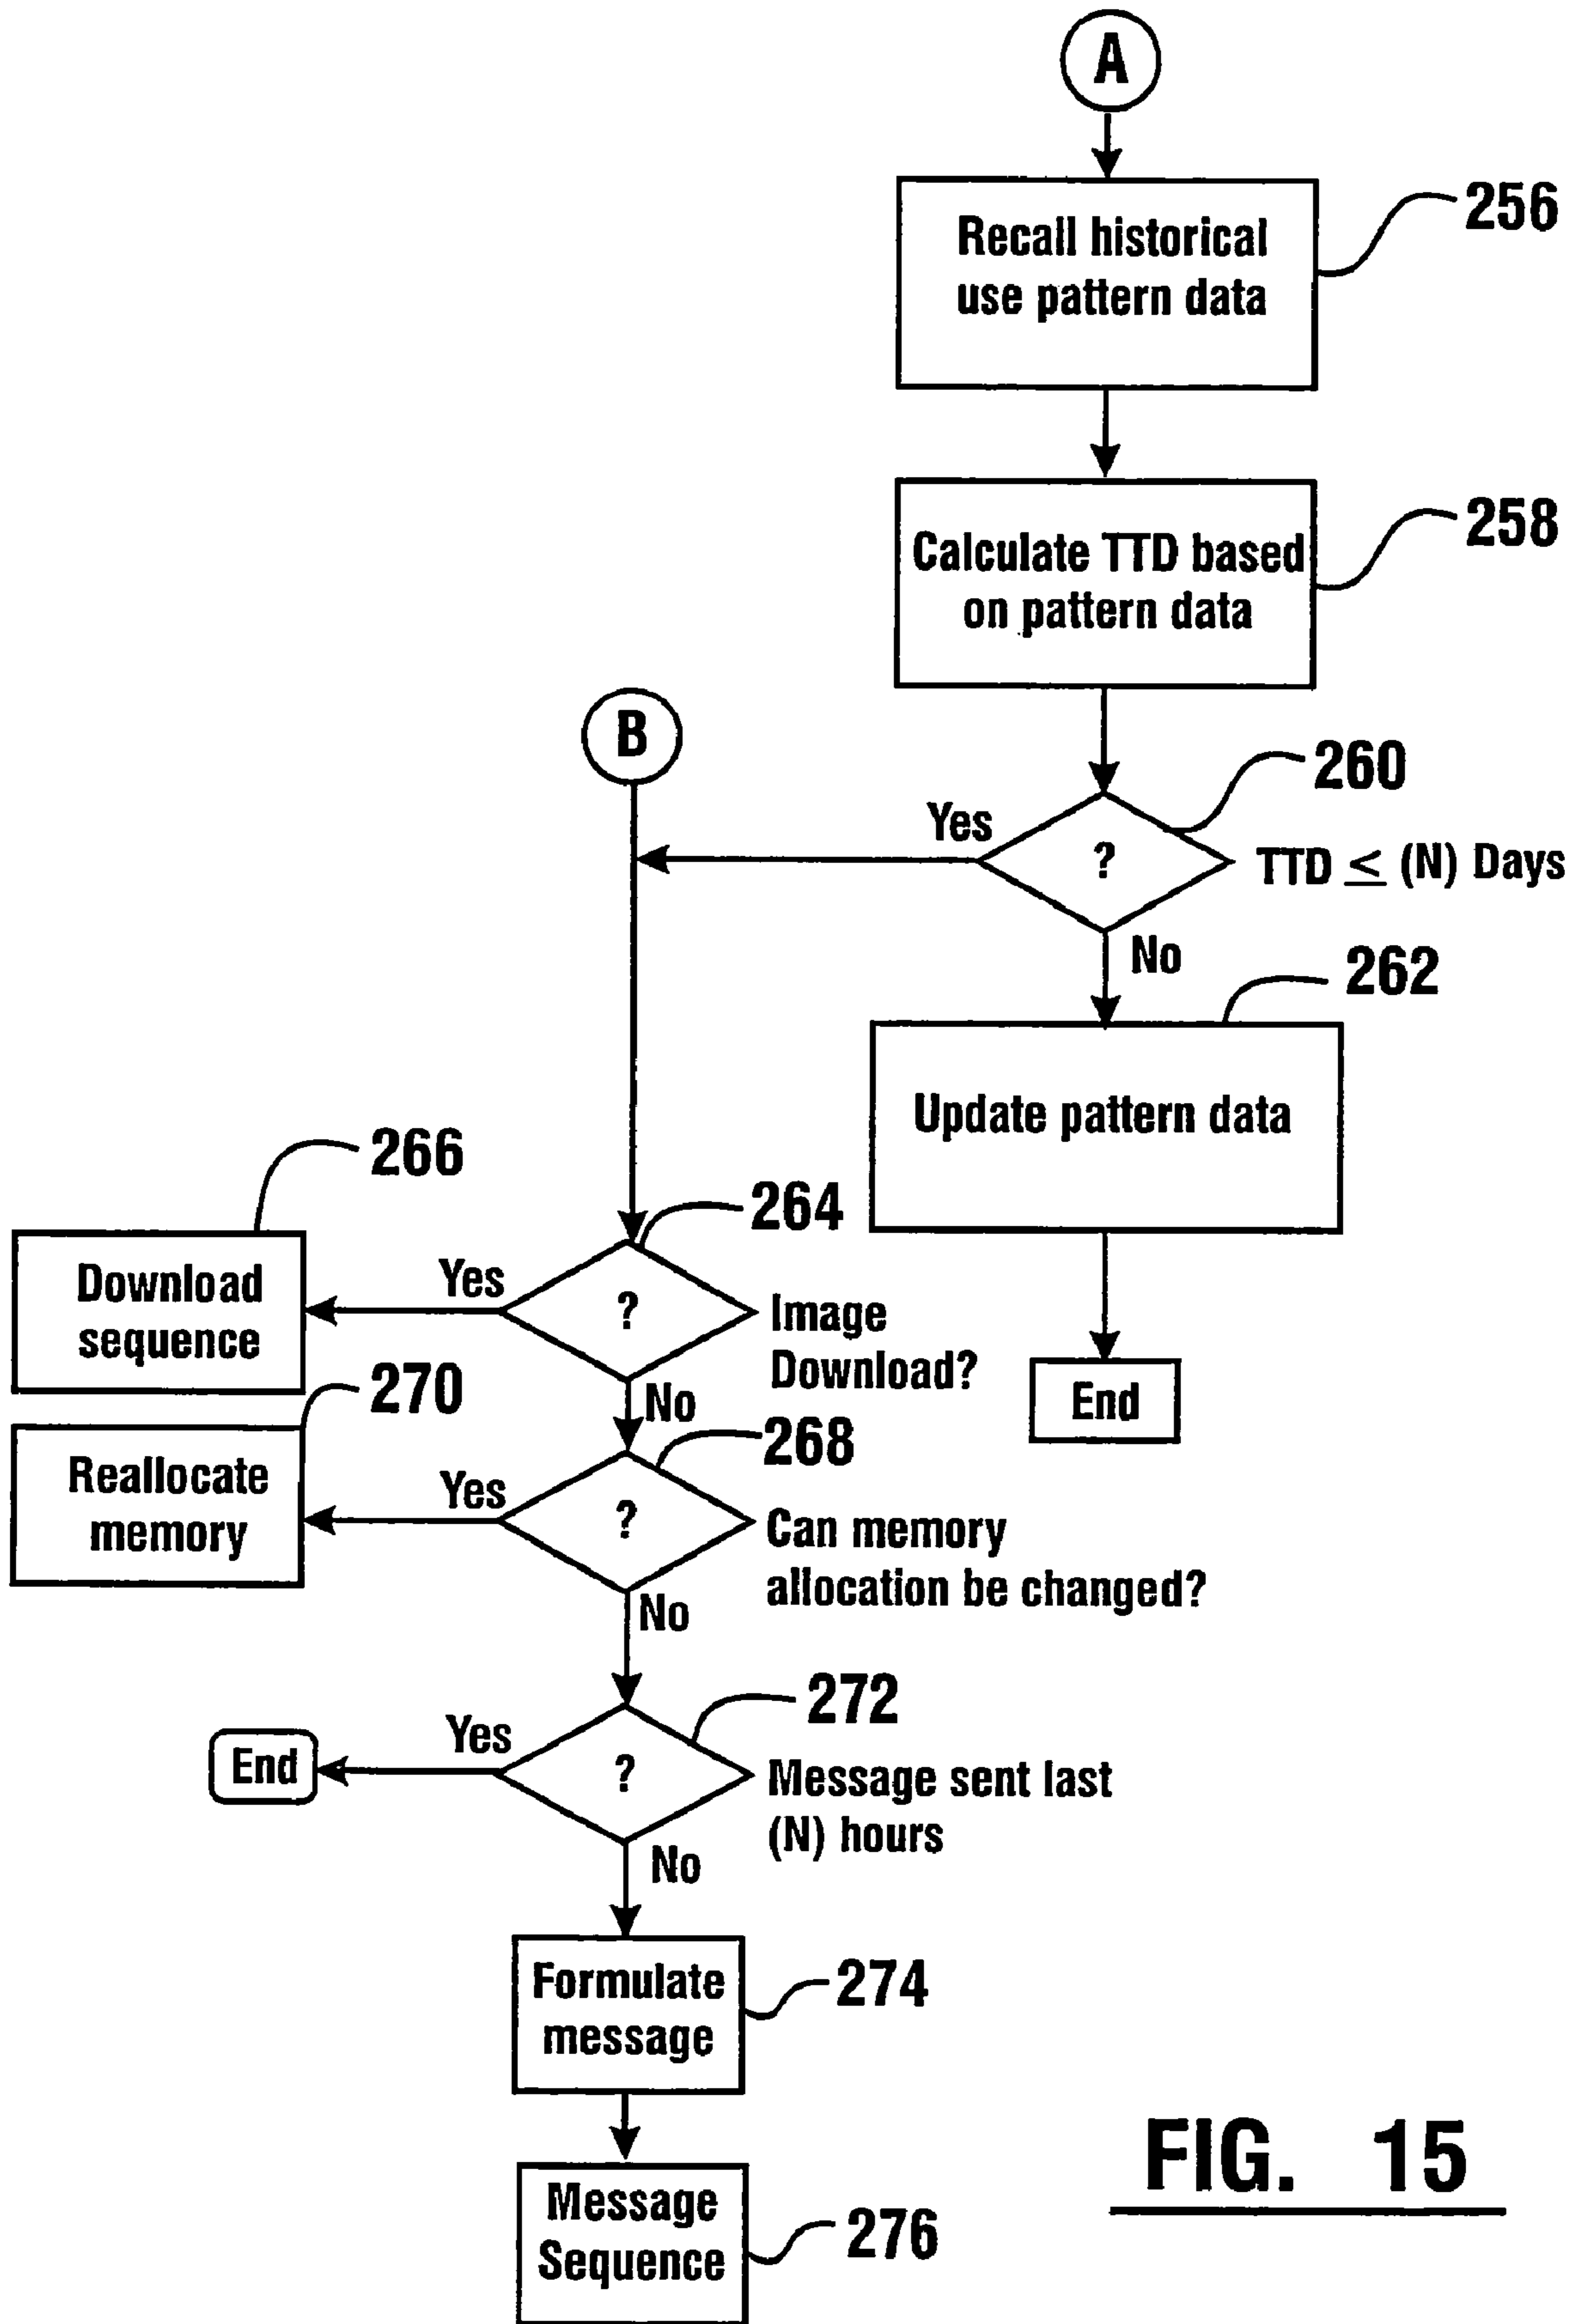 A
Recall historical
use pattern data
256
Calculate TTD based
on pattern data
258
B
260
Yes
?
TTD ≤ (N) Days
No
262
Update pattern data
266
264
Download
sequence
Yes
?
Image
Download?
End
No
270
268
Reallocate
memory
Yes
?
Can memory
allocation be changed?
No
272
End
Yes
?
Message sent last
(N) hours
No
Formulate
message
274
Message
Sequence
276
FIG. 15